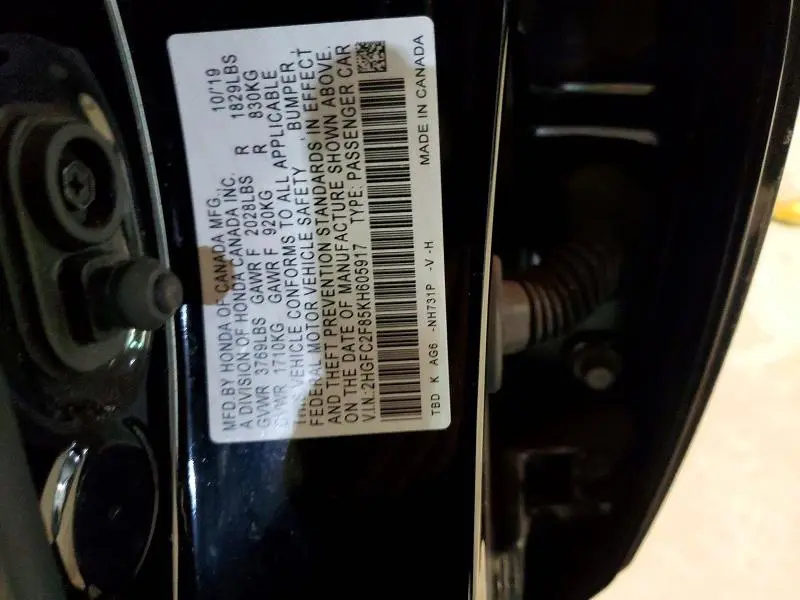 MFD.BY HONDA OF CANADA MFG., 10/19
A DIVISION OF HONDA CANADA INC.
GVWR 3769LBS GAWR F 2028LBS R 1829LBS
GVWR 1710KG GAWR F 920KG R 830KG
THIS VEHICLE CONFORMS TO ALL APPLICABLE
FEDERAL MOTOR VEHICLE SAFETY, BUMPER,
AND THEFT PREVENTION STANDARDS IN EFFECT
ON THE DATE OF MANUFACTURE SHOWN ABOVE.
V.I.N:2HGFC2F85KH605917 TYPE: PASSENGER CAR
TBD K AG6 -NH731P -V -H MADE IN CANADA